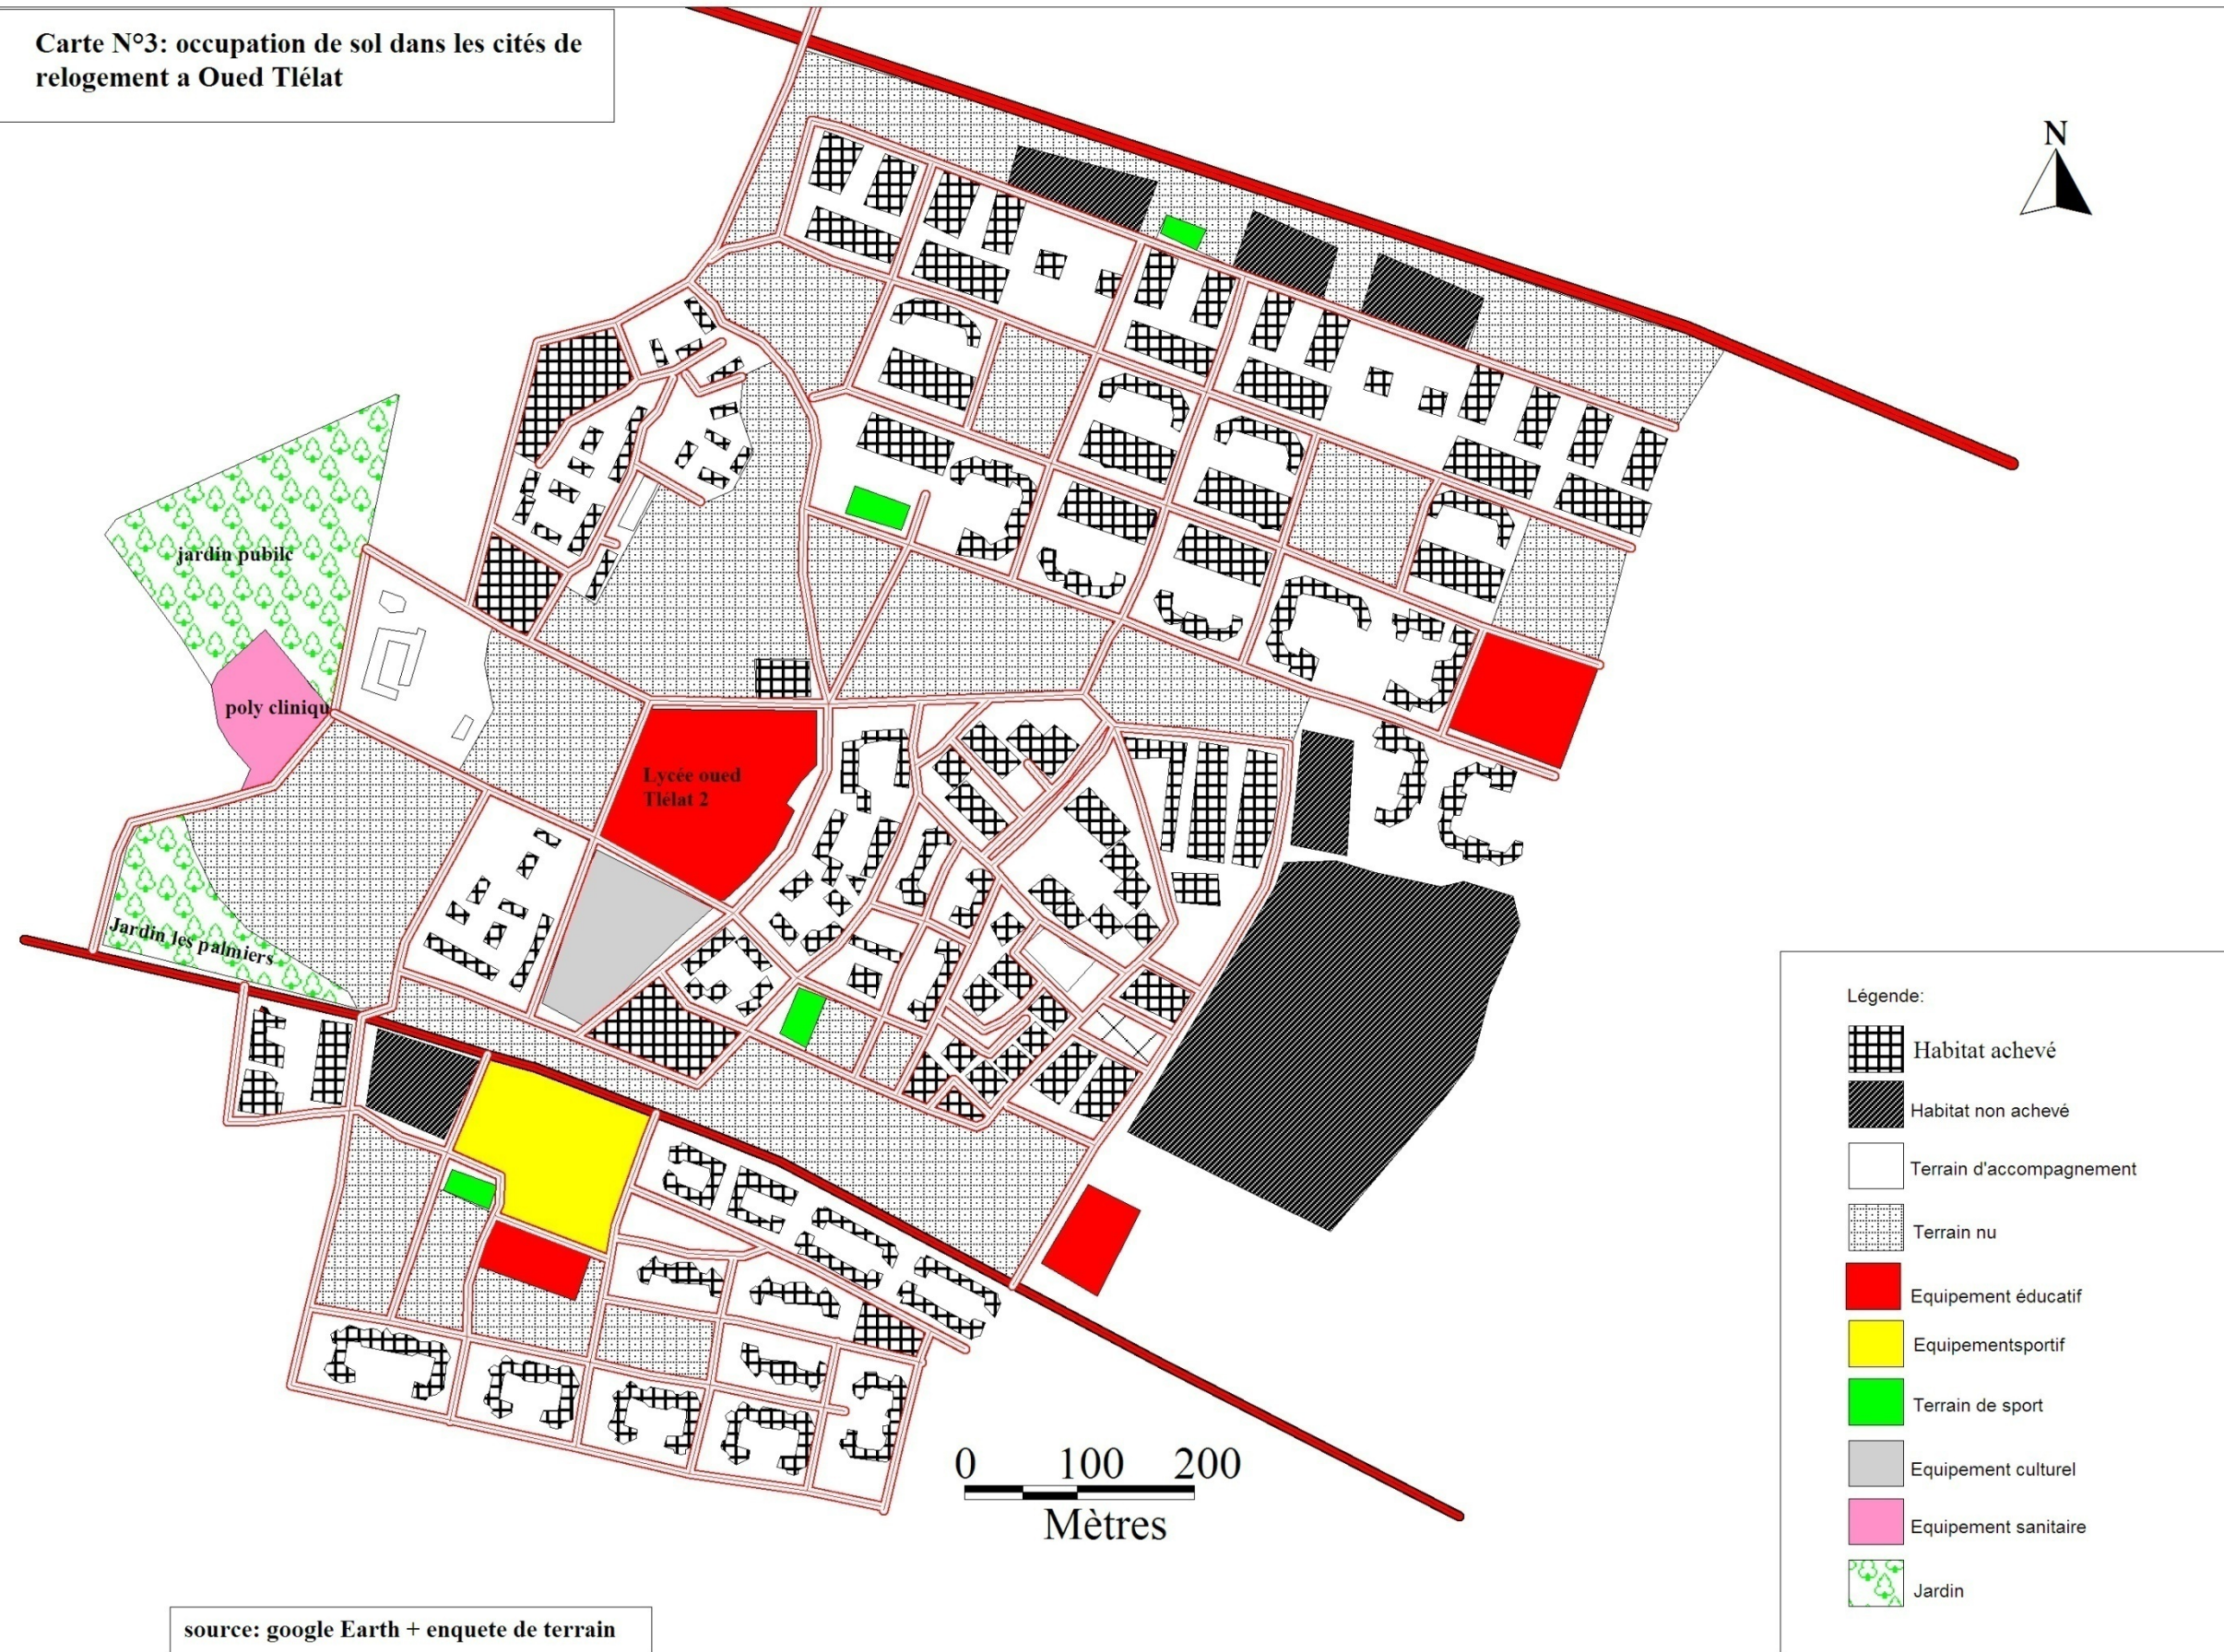 Carte N°3: occupation de sol dans les cités de
relogement a Oued Tlélat
N
jardin pubilc
poly cliniqu
Lycée oued
Tlélat 2
Jardin les palmiers
Légende:
Habitat achevé
Habitat non achevé
Terrain d'accompagnement
Terrain nu
Equipement éducatif
Equipementsportif
Terrain de sport
Equipement culturel
Equipement sanitaire
Jardin
0 100 200
Mètres
source: google Earth + enquete de terrain